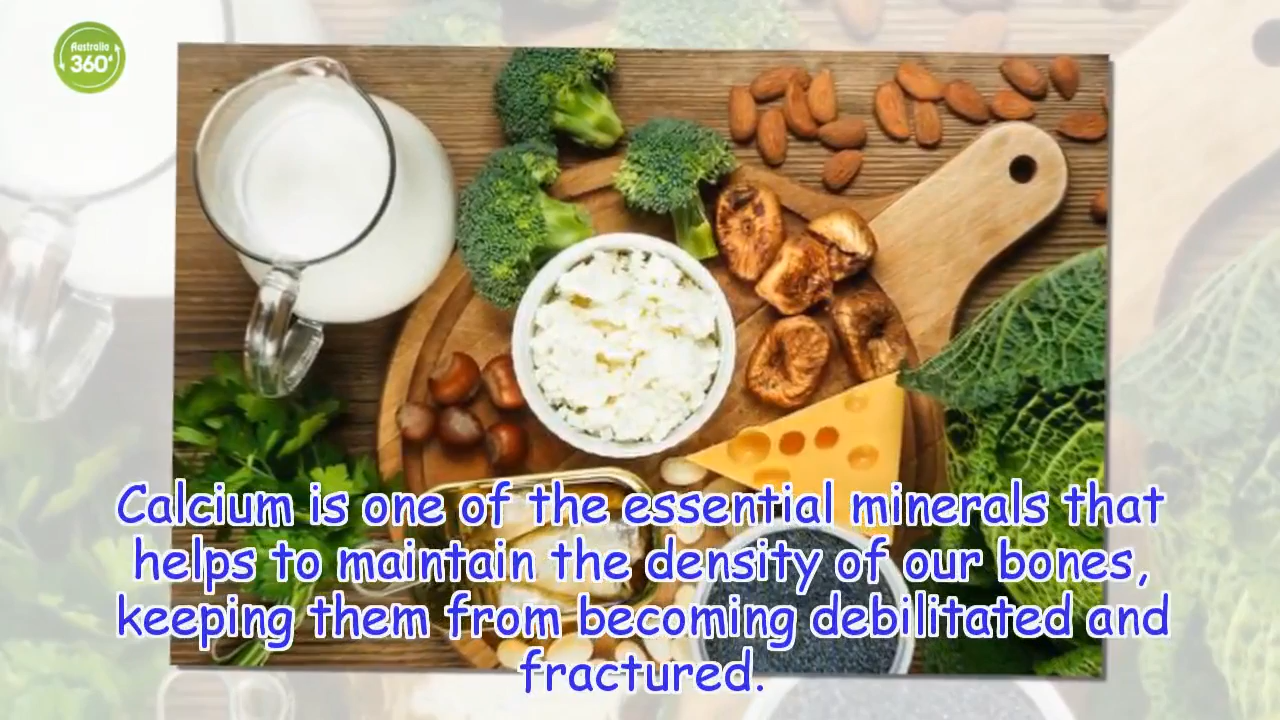 Australia
360°
Calcium is one of the essential minerals that
helps to maintain the density of our bones,
keeping them from becoming debilitated and
fractured.